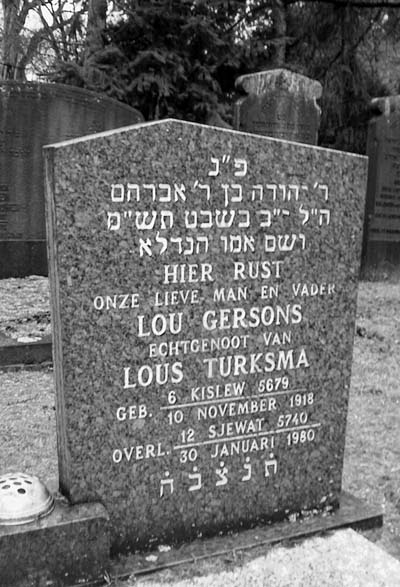 פ״נ
ר׳ יהודה בן ר׳ אברהם
הי״ל י״ב בשבט תש״מ
ושם אמו הנדלא
HIER RUST
ONZE LIEVE MAN EN VADER
LOU GERSONS
ECHTGENOOT VAN
LOUS TURKSMA
GEB. 6 KISLEW 5679
10 NOVEMBER 1918
OVERL. 12 SJEWAT 5740
30 JANUARI 1980
ת׳נ׳צ׳ב׳ה׳